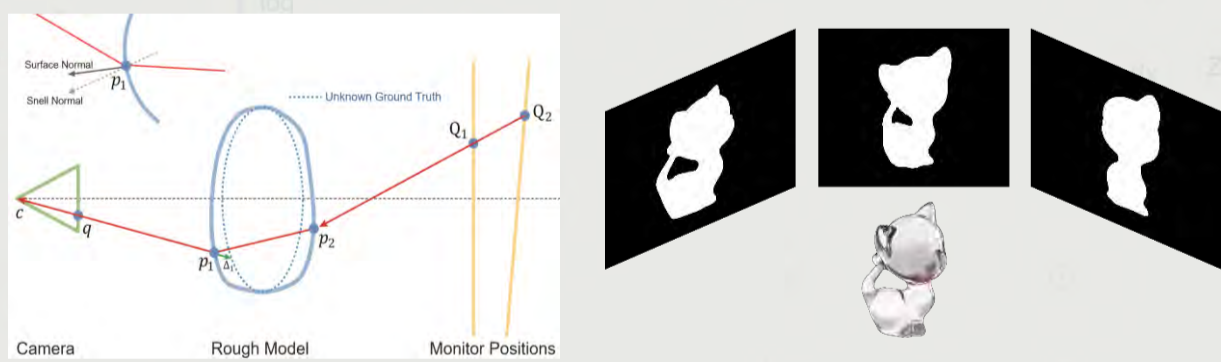 Surface Normal
p₁
Snell Normal
Unknown Ground Truth
Q₁
Q₂
c
q
p₁
Δ
p₂
Camera
Rough Model
Monitor Positions